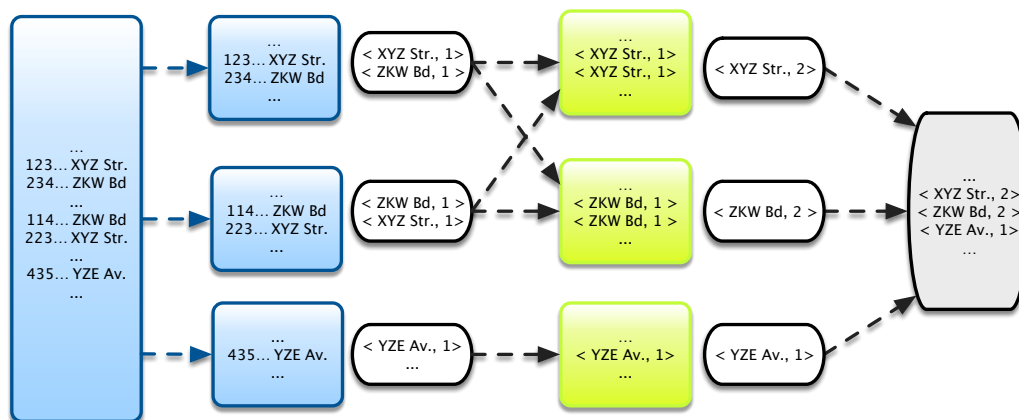 ...
123... XYZ Str.
234... ZKW Bd
...
114... ZKW Bd
223... XYZ Str.
...
435... YZE Av.
...
...
123... XYZ Str.
234... ZKW Bd
...
...
114... ZKW Bd
223... XYZ Str.
...
...
435... YZE Av.
...
< XYZ Str., 1>
< ZKW Bd, 1 >
< ZKW Bd, 1 >
< XYZ Str., 1>
< YZE Av., 1>
...
...
< XYZ Str., 1>
< XYZ Str., 1>
...
...
< ZKW Bd, 1 >
< ZKW Bd, 1 >
...
...
< YZE Av., 1>
...
< XYZ Str., 2>
< ZKW Bd, 2 >
< YZE Av., 1>
...
< XYZ Str., 2>
< ZKW Bd, 2 >
< YZE Av., 1>
...